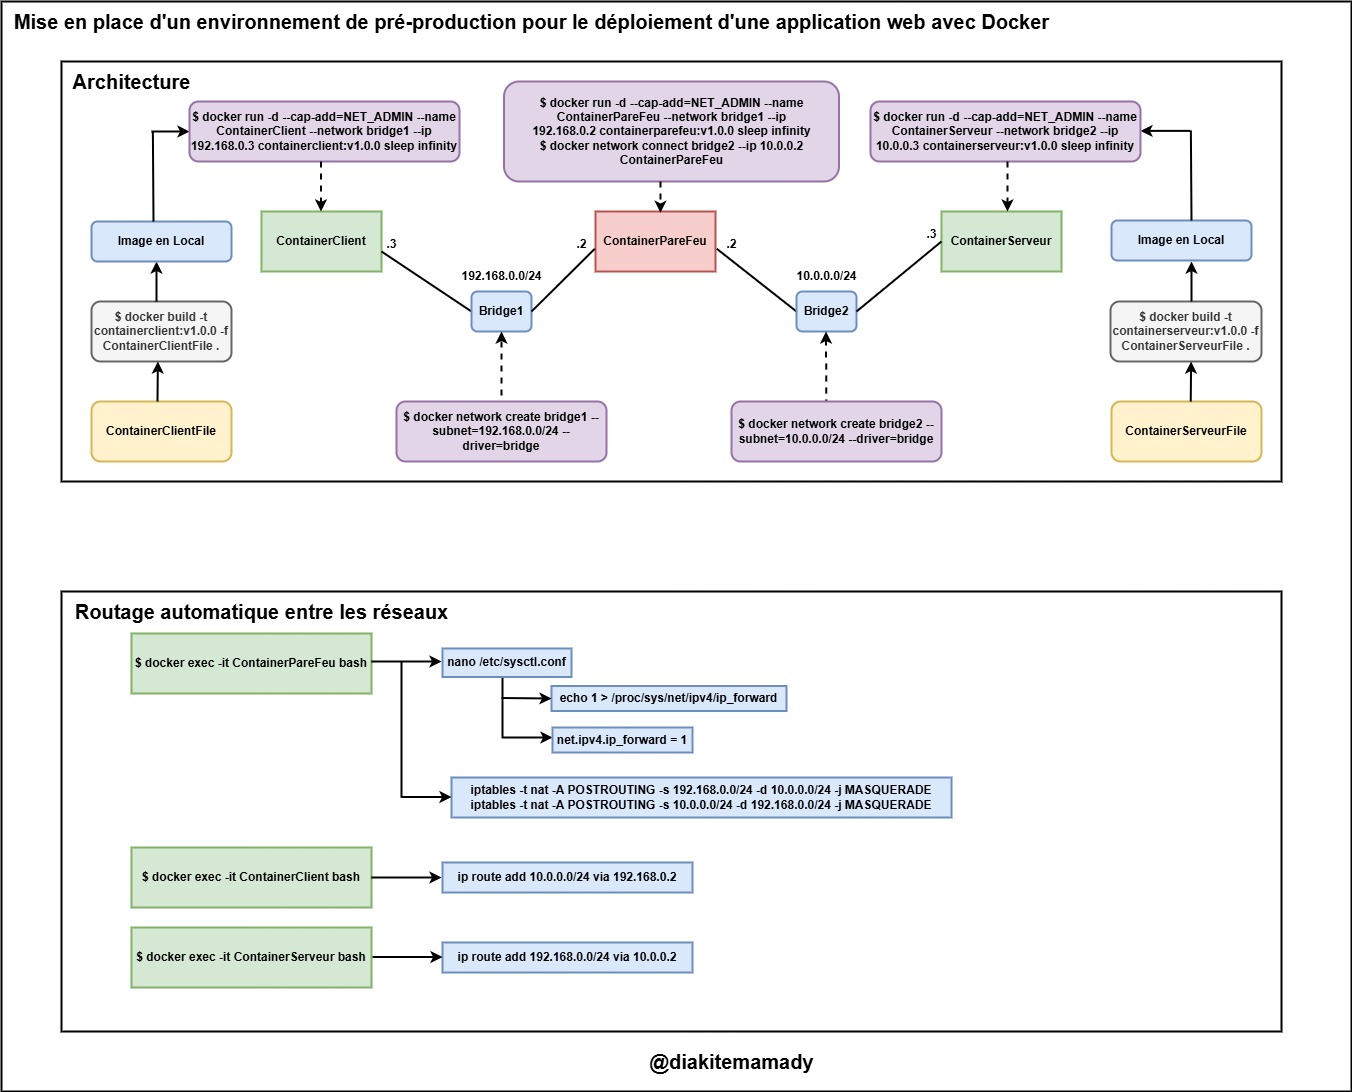 Mise en place d'un environnement de pré-production pour le déploiement d'une application web avec Docker
Architecture
$ docker run -d --cap-add=NET_ADMIN --name
ContainerClient --network bridge1 --ip
192.168.0.3 containerclient:v1.0.0 sleep infinity
$ docker run -d --cap-add=NET_ADMIN --name
ContainerPareFeu --network bridge1 --ip
192.168.0.2 containerparefeu:v1.0.0 sleep infinity
$ docker network connect bridge2 --ip 10.0.0.2
ContainerPareFeu
$ docker run -d --cap-add=NET_ADMIN --name
ContainerServeur --network bridge2 --ip
10.0.0.3 containerserveur:v1.0.0 sleep infinity
Image en Local
ContainerClient
.3
.2
ContainerPareFeu
.2
.3
ContainerServeur
Image en Local
192.168.0.0/24
10.0.0.0/24
Bridge1
Bridge2
$ docker build -t
containerclient:v1.0.0 -f
ContainerClientFile .
$ docker build -t
containerserveur:v1.0.0 -f
ContainerServeurFile .
ContainerClientFile
$ docker network create bridge1 --
subnet=192.168.0.0/24 --
driver=bridge
$ docker network create bridge2 --
subnet=10.0.0.0/24 --driver=bridge
ContainerServeurFile
Routage automatique entre les réseaux
$ docker exec -it ContainerPareFeu bash
nano /etc/sysctl.conf
echo 1 > /proc/sys/net/ipv4/ip_forward
net.ipv4.ip_forward = 1
iptables -t nat -A POSTROUTING -s 192.168.0.0/24 -d 10.0.0.0/24 -j MASQUERADE
iptables -t nat -A POSTROUTING -s 10.0.0.0/24 -d 192.168.0.0/24 -j MASQUERADE
$ docker exec -it ContainerClient bash
ip route add 10.0.0.0/24 via 192.168.0.2
$ docker exec -it ContainerServeur bash
ip route add 192.168.0.0/24 via 10.0.0.2
@diakitemamady